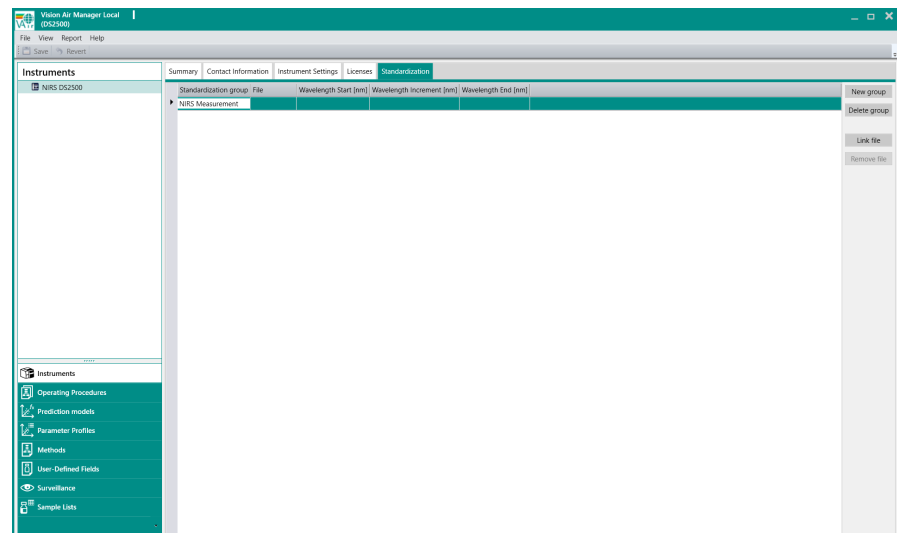 Vision Air Manager Local
(DS2500)
File View Report Help
Save Revert
Instruments
NIRS DS2500
Summary Contact Information Instrument Settings Licenses Standardization
Standardization group File Wavelength Start [nm] Wavelength Increment [nm] Wavelength End [nm]
NIRS Measurement
New group
Delete group
Link file
Remove file
Instruments
Operating Procedures
Prediction models
Parameter Profiles
Methods
User-Defined Fields
Surveillance
Sample Lists